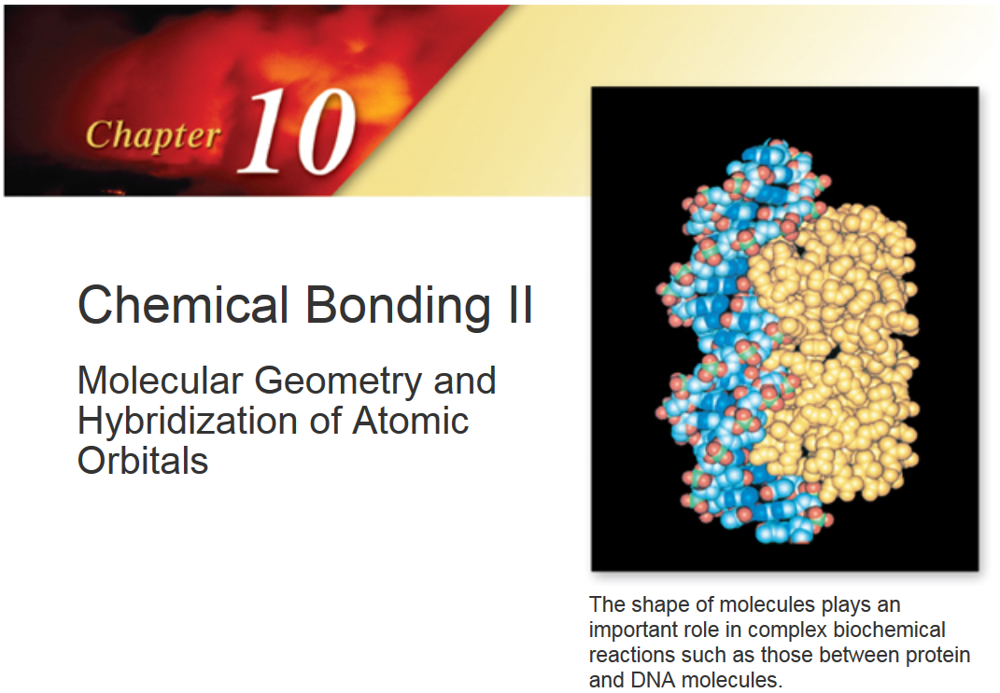 Chapter 10
Chemical Bonding II
Molecular Geometry and
Hybridization of Atomic
Orbitals
The shape of molecules plays an
important role in complex biochemical
reactions such as those between protein
and DNA molecules.